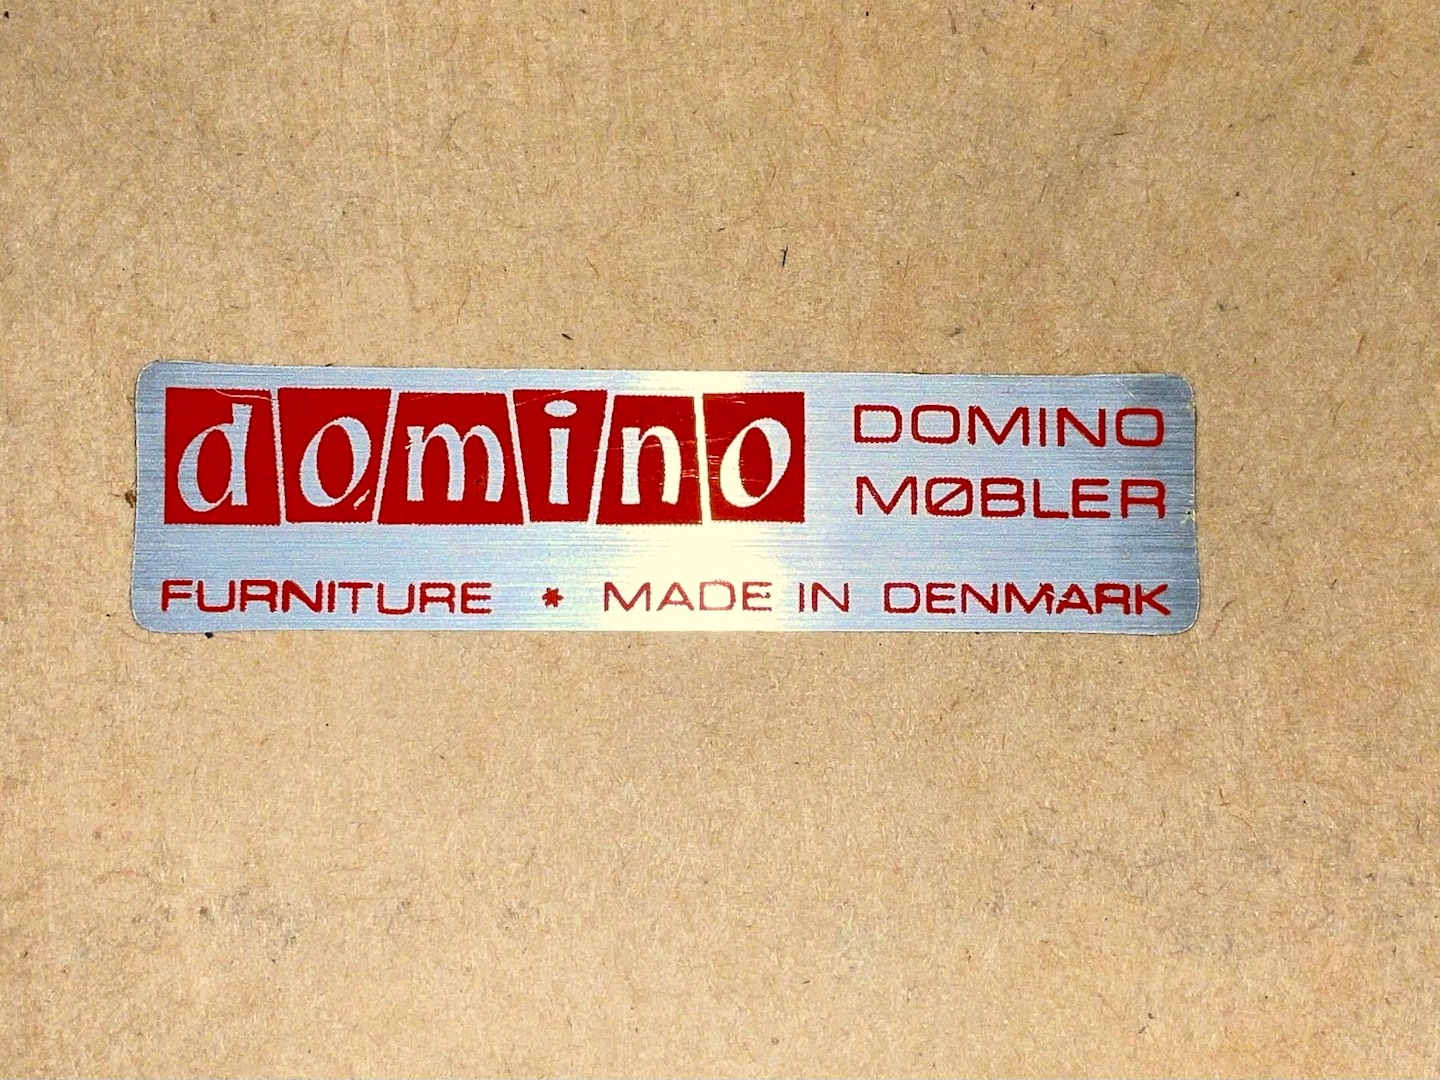 domino
DOMINO
MØBLER
FURNITURE * MADE IN DENMARK